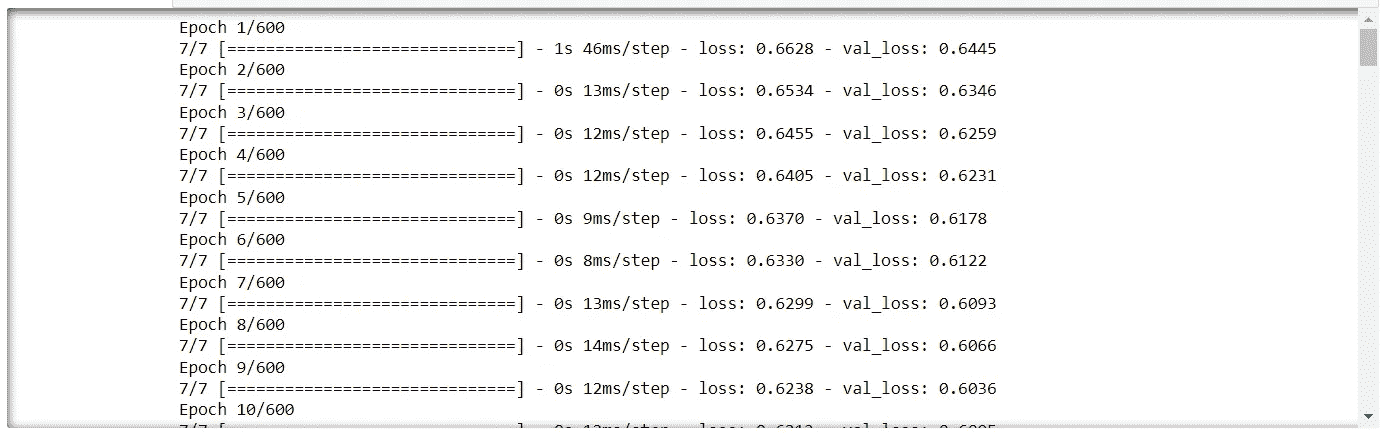 Epoch 1/600
7/7 [==============================] - 1s 46ms/step - loss: 0.6628 - val_loss: 0.6445
Epoch 2/600
7/7 [==============================] - 0s 13ms/step - loss: 0.6534 - val_loss: 0.6346
Epoch 3/600
7/7 [==============================] - 0s 12ms/step - loss: 0.6455 - val_loss: 0.6259
Epoch 4/600
7/7 [==============================] - 0s 12ms/step - loss: 0.6405 - val_loss: 0.6231
Epoch 5/600
7/7 [==============================] - 0s 9ms/step - loss: 0.6370 - val_loss: 0.6178
Epoch 6/600
7/7 [==============================] - 0s 8ms/step - loss: 0.6330 - val_loss: 0.6122
Epoch 7/600
7/7 [==============================] - 0s 13ms/step - loss: 0.6299 - val_loss: 0.6093
Epoch 8/600
7/7 [==============================] - 0s 14ms/step - loss: 0.6275 - val_loss: 0.6066
Epoch 9/600
7/7 [==============================] - 0s 12ms/step - loss: 0.6238 - val_loss: 0.6036
Epoch 10/600